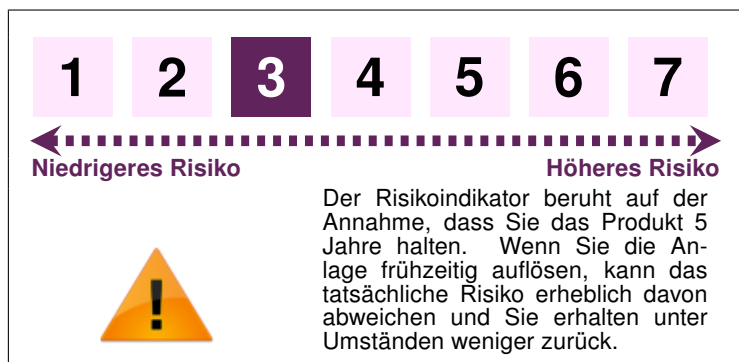 1 2 3 4 5 6 7
Niedrigeres Risiko Höheres Risiko
Der Risikoindikator beruht auf der
Annahme, dass Sie das Produkt 5
Jahre halten. Wenn Sie die An-
lage frühzeitig auflösen, kann das
tatsächliche Risiko erheblich davon
abweichen und Sie erhalten unter
Umständen weniger zurück.
!